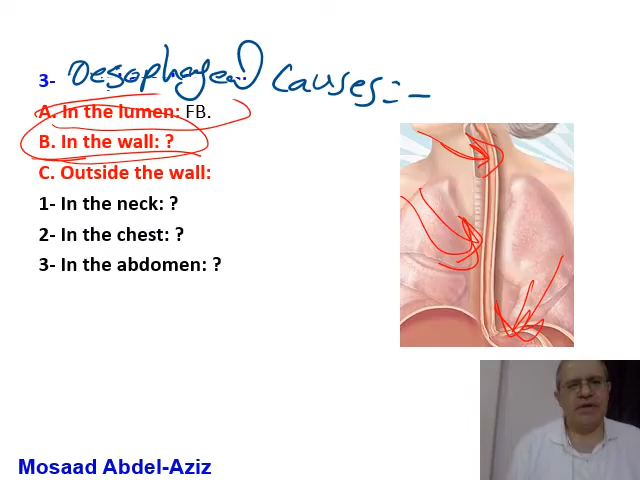 3- Oesophageal Causes:-
A. In the lumen: FB.
B. In the wall: ?
C. Outside the wall:
1- In the neck: ?
2- In the chest: ?
3- In the abdomen: ?
Mosaad Abdel-Aziz